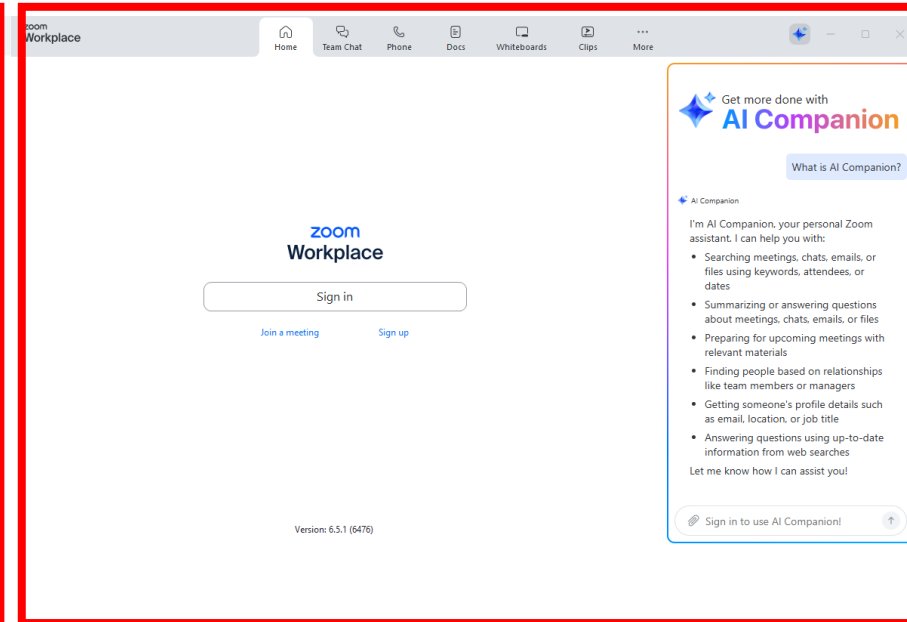 zoom
Workplace
Home
Team Chat
Phone
Docs
Whiteboards
Clips
More
Get more done with
AI Companion
What is AI Companion?
AI Companion
I'm AI Companion, your personal Zoom
assistant. I can help you with:
• Searching meetings, chats, emails, or
files using keywords, attendees, or
dates
• Summarizing or answering questions
about meetings, chats, emails, or files
• Preparing for upcoming meetings with
relevant materials
• Finding people based on relationships
like team members or managers
• Getting someone's profile details such
as email, location, or job title
• Answering questions using up-to-date
information from web searches
Let me know how I can assist you!
Sign in to use AI Companion!
zoom
Workplace
Sign in
Join a meeting
Sign up
Version: 6.5.1 (6476)